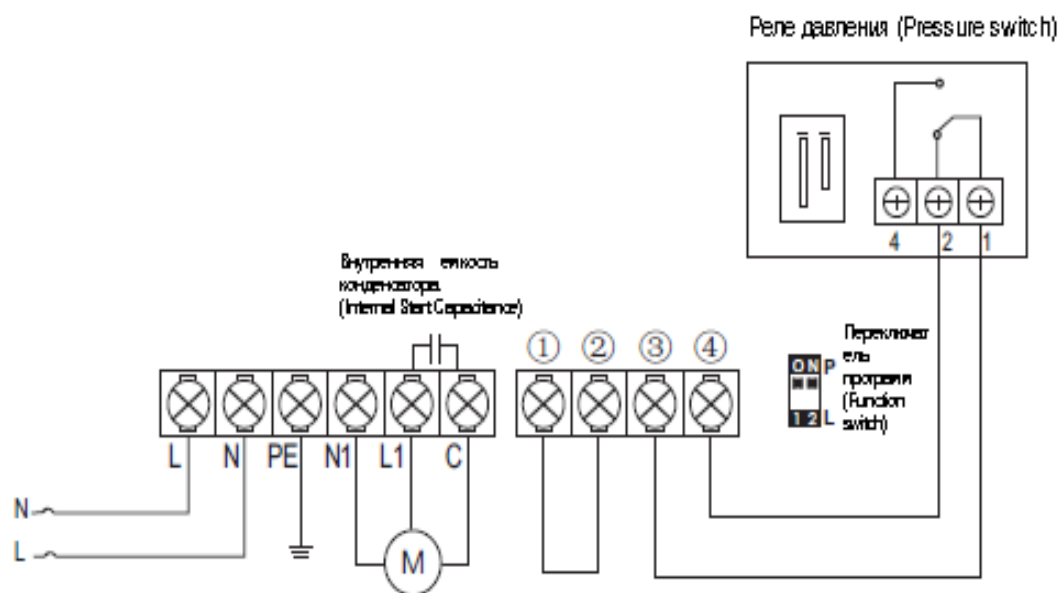 Реле давления (Pressure switch)
4 2 1
Внутренняя емкость
конденсатора
(Internal Start Capacitance)
① ② ③ ④
Переключат
ель
программ
(Function
switch)
ON P
1 2 L
L N PE N1 L1 C
N
L
M